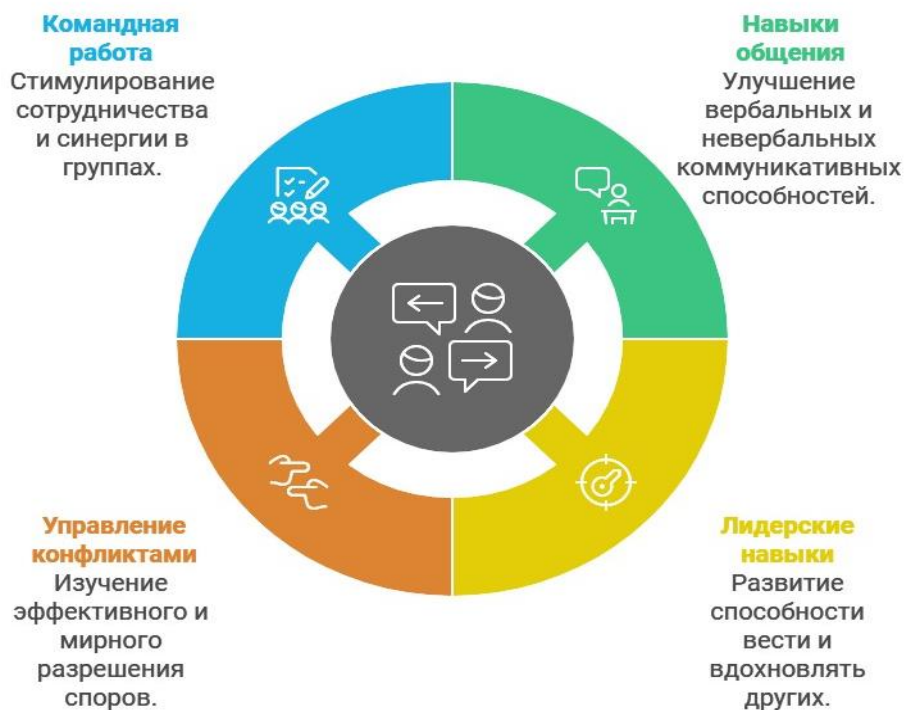 Командная
работа
Стимулирование
сотрудничества
и синергии в
группах.
Навыки
общения
Улучшение
вербальных и
невербальных
коммуникативных
способностей.
Управление
конфликтами
Изучение
эффективного и
мирного
разрешения
споров.
Лидерские
навыки
Развитие
способности
вести и
вдохновлять
других.